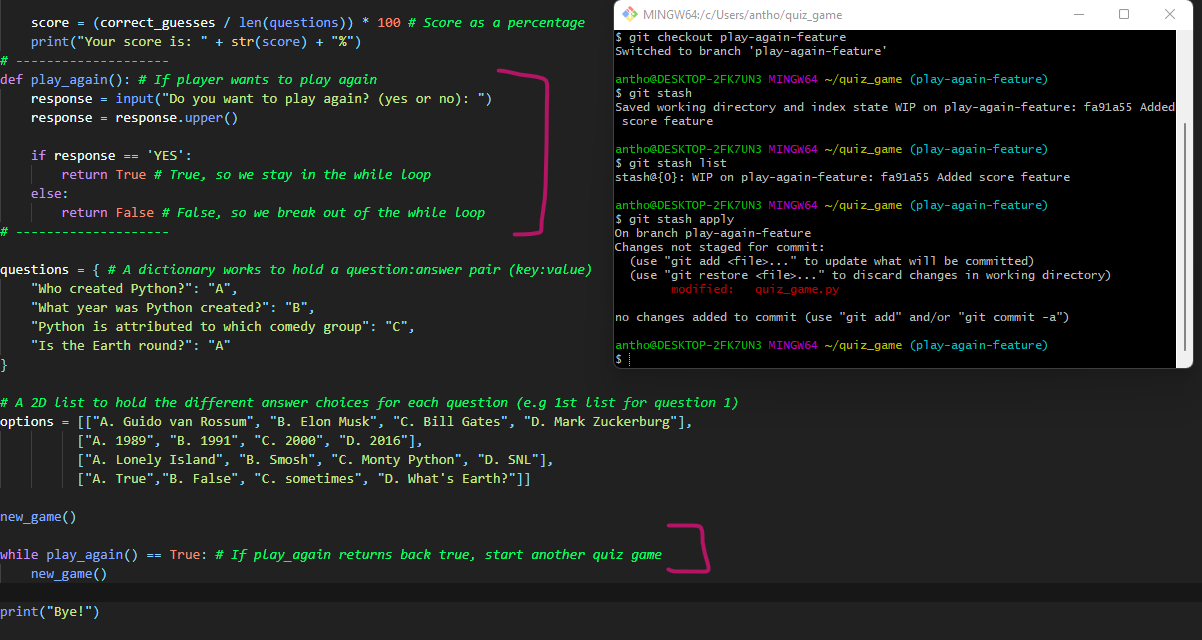 score = (correct_guesses / len(questions)) * 100 # Score as a percentage
    print("Your score is: " + str(score) + "%")
# --------------------
def play_again(): # If player wants to play again
    response = input("Do you want to play again? (yes or no): ")
    response = response.upper()
    if response == 'YES':
        return True # True, so we stay in the while loop
    else:
        return False # False, so we break out of the while loop
# --------------------
questions = { # A dictionary works to hold a question:answer pair (key:value)
    "Who created Python?": "A",
    "What year was Python created?": "B",
    "Python is attributed to which comedy group": "C",
    "Is the Earth round?": "A"
}
# A 2D list to hold the different answer choices for each question (e.g 1st list for question 1)
options = [["A. Guido van Rossum", "B. Elon Musk", "C. Bill Gates", "D. Mark Zuckerburg"],
          ["A. 1989", "B. 1991", "C. 2000", "D. 2016"],
          ["A. Lonely Island", "B. Smosh", "C. Monty Python", "D. SNL"],
          ["A. True","B. False", "C. sometimes", "D. What's Earth?"]]
new_game()
while play_again() == True: # If play_again returns back true, start another quiz game
    new_game()
print("Bye!")
MINGW64:/c/Users/antho/quiz_game
$ git checkout play-again-feature
Switched to branch 'play-again-feature'
antho@DESKTOP-2FK7UN3 MINGW64 ~/quiz_game (play-again-feature)
$ git stash
Saved working directory and index state WIP on play-again-feature: fa91a55 Added
 score feature
antho@DESKTOP-2FK7UN3 MINGW64 ~/quiz_game (play-again-feature)
$ git stash list
stash@{0}: WIP on play-again-feature: fa91a55 Added score feature
antho@DESKTOP-2FK7UN3 MINGW64 ~/quiz_game (play-again-feature)
$ git stash apply
On branch play-again-feature
Changes not staged for commit:
  (use "git add <file>..." to update what will be committed)
  (use "git restore <file>..." to discard changes in working directory)
        modified:   quiz_game.py
no changes added to commit (use "git add" and/or "git commit -a")
antho@DESKTOP-2FK7UN3 MINGW64 ~/quiz_game (play-again-feature)
$